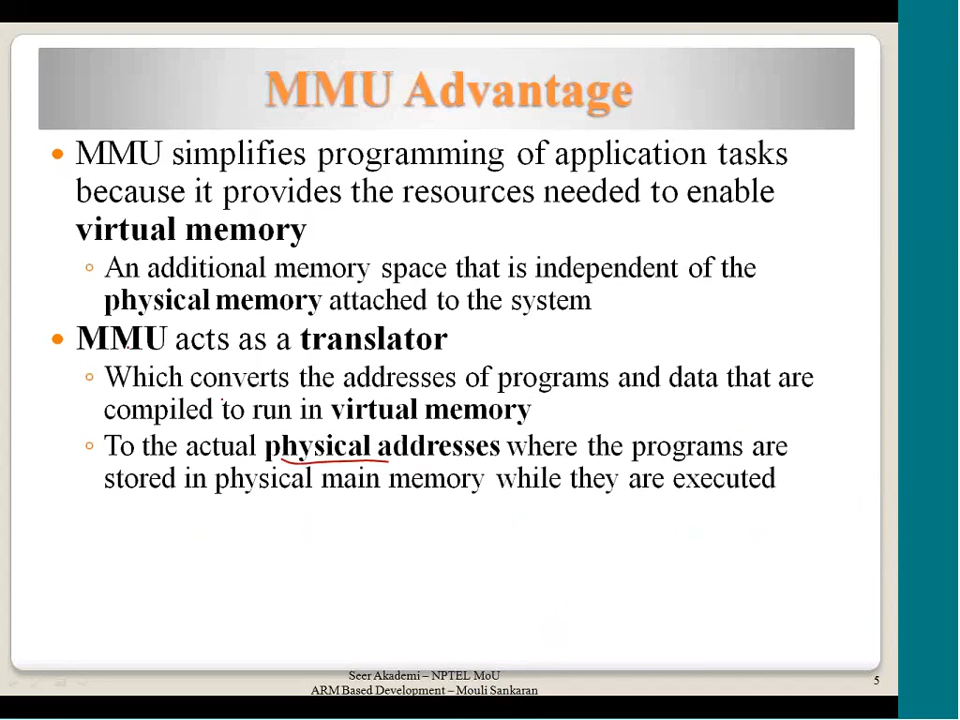 MMU Advantage
MMU simplifies programming of application tasks
because it provides the resources needed to enable
virtual memory
An additional memory space that is independent of the
physical memory attached to the system
MMU acts as a translator
Which converts the addresses of programs and data that are
compiled to run in virtual memory
To the actual physical addresses where the programs are
stored in physical main memory while they are executed
Seer Akademi – NPTEL MoU
ARM Based Development – Mouli Sankaran
5